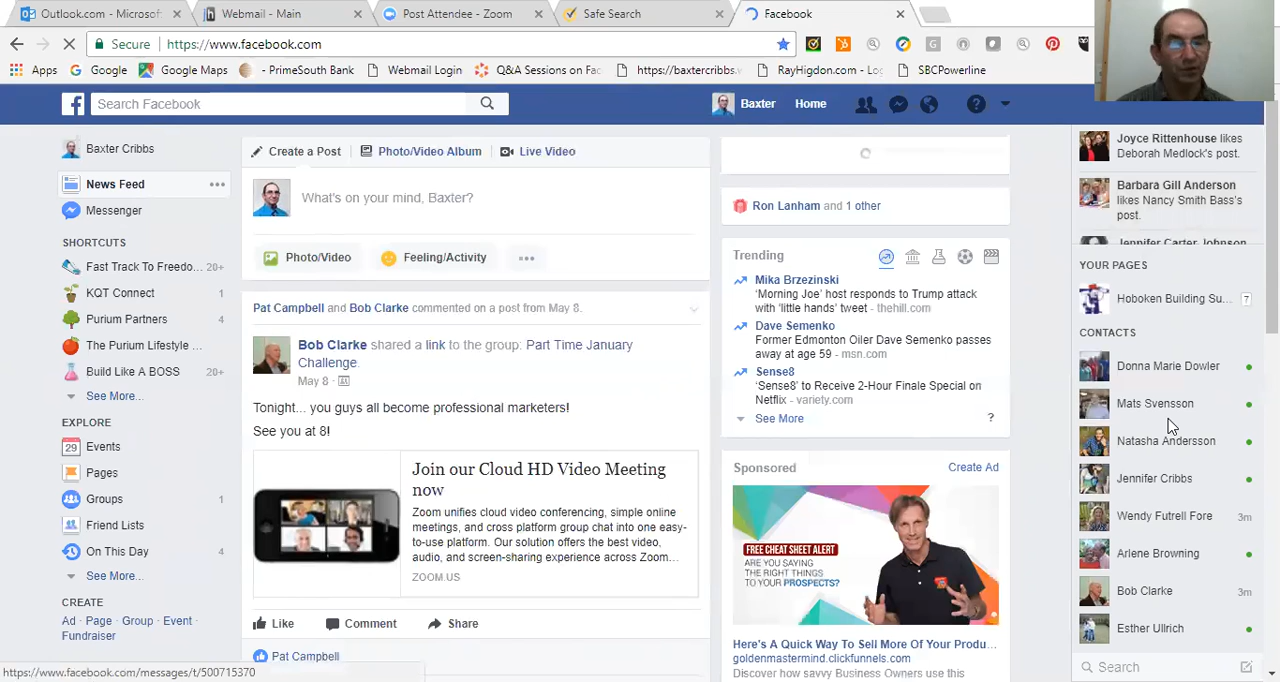 Outlook.com - Microsof
Webmail - Main
Post Attendee - Zoom
Safe Search
Facebook
Secure
https://www.facebook.com
Apps
Google
Google Maps
- PrimeSouth Bank
Webmail Login
Q&A Sessions on Fac
https://baxtercribbs.w
RayHigdon.com - Loc
SBCPowerline
Search Facebook
Baxter
Home
Baxter Cribbs
News Feed
Messenger
SHORTCUTS
Fast Track To Freedo... 20+
KQT Connect 1
Purium Partners 4
The Purium Lifestyle ...
Build Like A BOSS 20+
See More...
EXPLORE
29 Events
Pages
Groups 1
Friend Lists
On This Day 4
See More...
CREATE
Ad · Page · Group · Event ·
Fundraiser
https://www.facebook.com/messages/t/500715370
Create a Post
Photo/Video Album
Live Video
What's on your mind, Baxter?
Photo/Video
Feeling/Activity
Pat Campbell and Bob Clarke commented on a post from May 8.
Bob Clarke shared a link to the group: Part Time January
Challenge.
May 8 ·
Tonight... you guys all become professional marketers!
See you at 8!
Join our Cloud HD Video Meeting
now
Zoom unifies cloud video conferencing, simple online
meetings, and cross platform group chat into one easy-
to-use platform. Our solution offers the best video,
audio, and screen-sharing experience across Zoom...
ZOOM.US
Like
Comment
Share
Pat Campbell
Ron Lanham and 1 other
Trending
Mika Brzezinski
'Morning Joe' host responds to Trump attack
with 'little hands' tweet - thehill.com
Dave Semenko
Former Edmonton Oiler Dave Semenko passes
away at age 59 - msn.com
Sense8
'Sense8' to Receive 2-Hour Finale Special on
Netflix - variety.com
See More
?
Sponsored
Create Ad
FREE CHEAT SHEET ALERT
ARE YOU SAYING
THE RIGHT THINGS
TO YOUR PROSPECTS?
Here's A Quick Way To Sell More Of Your Produ...
goldenmastermind.clickfunnels.com
Discover how savvy Business Owners use this
Joyce Rittenhouse likes
Deborah Medlock's post.
Barbara Gill Anderson
likes Nancy Smith Bass's
post.
Jennifer Carter Johnson
YOUR PAGES
Hoboken Building Su... 7
CONTACTS
Donna Marie Dowler
Mats Svensson
Natasha Andersson
Jennifer Cribbs
Wendy Futrell Fore 3m
Arlene Browning
Bob Clarke 3m
Esther Ullrich
Search